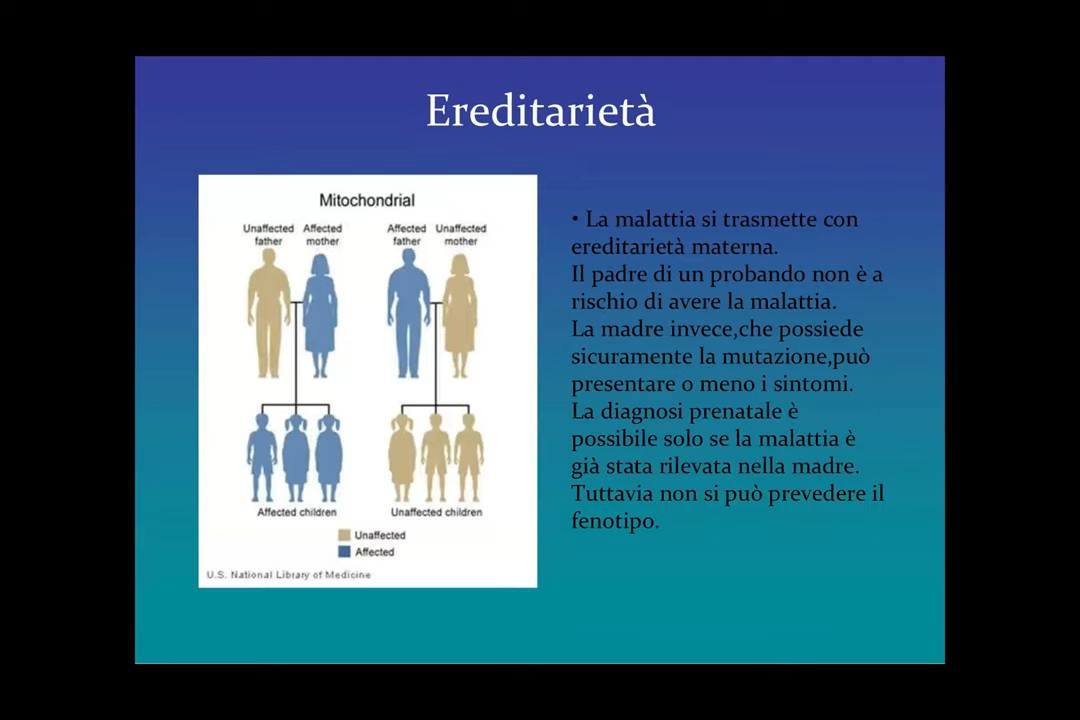 Ereditarietà
Mitochondrial
Unaffected father
Affected mother
Affected father
Unaffected mother
Affected children
Unaffected children
Unaffected
Affected
U.S. National Library of Medicine
• La malattia si trasmette con
ereditarietà materna.
Il padre di un probando non è a
rischio di avere la malattia.
La madre invece,che possiede
sicuramente la mutazione,può
presentare o meno i sintomi.
La diagnosi prenatale è
possibile solo se la malattia è
già stata rilevata nella madre.
Tuttavia non si può prevedere il
fenotipo.